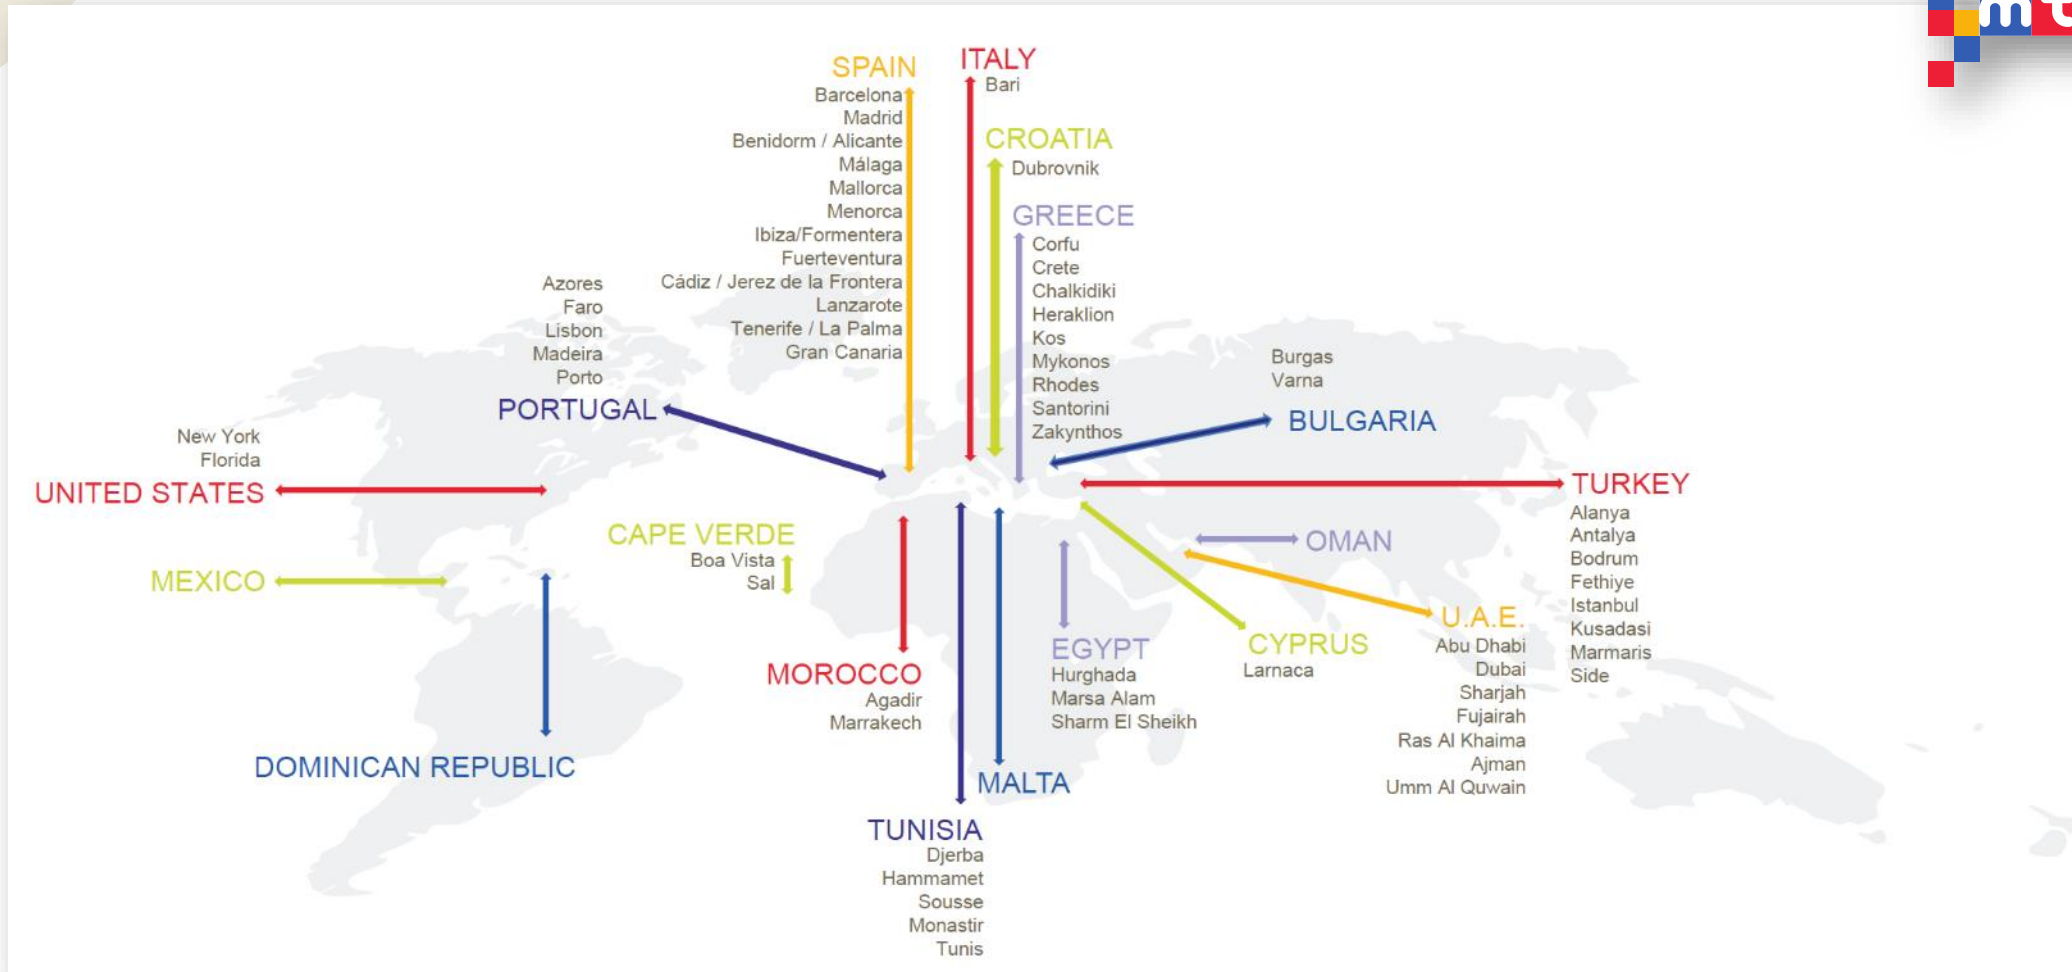 mt
SPAIN
Barcelona
Madrid
Benidorm / Alicante
Málaga
Mallorca
Menorca
Ibiza/Formentera
Fuerteventura
Cádiz / Jerez de la Frontera
Lanzarote
Tenerife / La Palma
Gran Canaria
ITALY
Bari
CROATIA
Dubrovnik
GREECE
Corfu
Crete
Chalkidiki
Heraklion
Kos
Mykonos
Rhodes
Santorini
Zakynthos
Azores
Faro
Lisbon
Madeira
Porto
PORTUGAL
Burgas
Varna
BULGARIA
New York
Florida
UNITED STATES
TURKEY
Alanya
Antalya
Bodrum
Fethiye
Istanbul
Kusadasi
Marmaris
Side
CAPE VERDE
Boa Vista
Sal
OMAN
MEXICO
U.A.E.
Abu Dhabi
Dubai
Sharjah
Fujairah
Ras Al Khaima
Ajman
Umm Al Quwain
CYPRUS
Larnaca
EGYPT
Hurghada
Marsa Alam
Sharm El Sheikh
MOROCCO
Agadir
Marrakech
DOMINICAN REPUBLIC
MALTA
TUNISIA
Djerba
Hammamet
Sousse
Monastir
Tunis